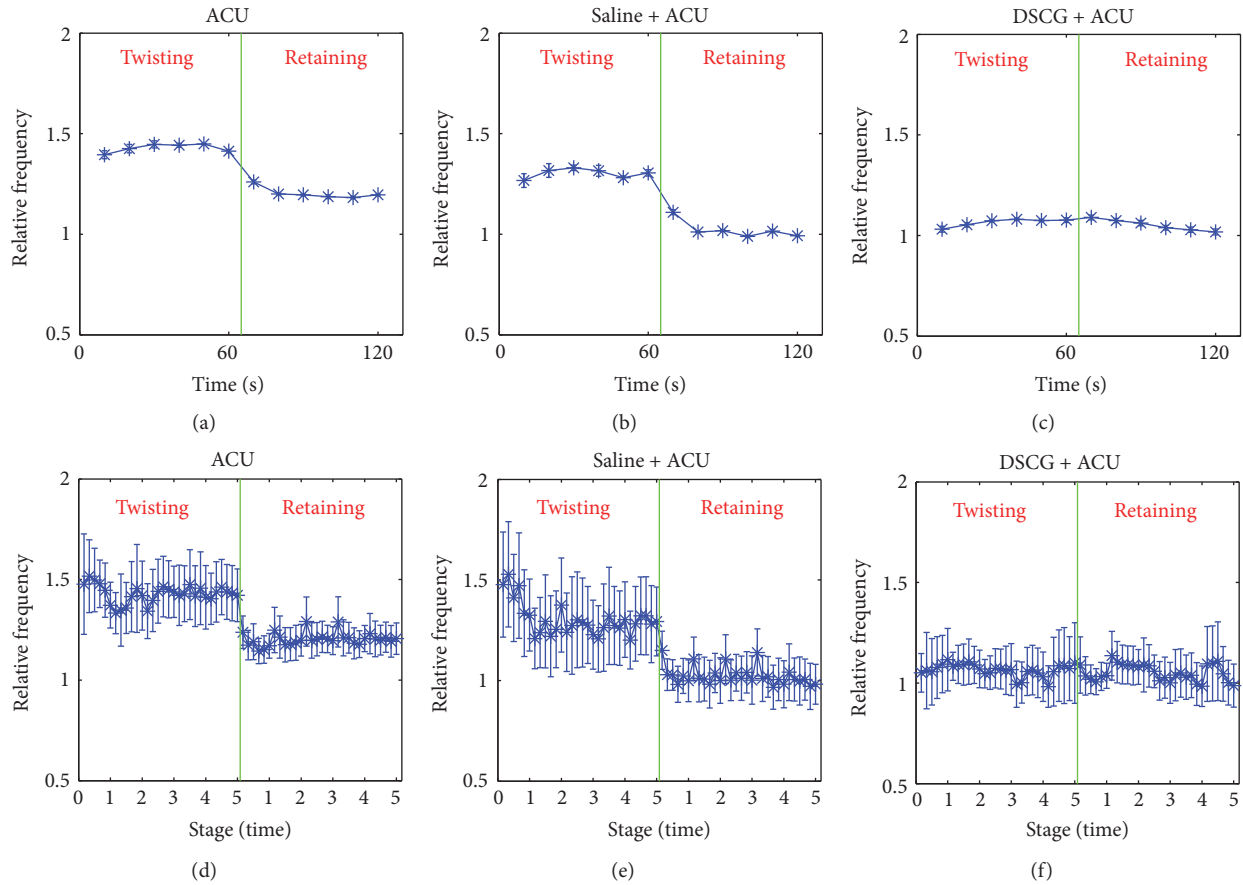 ACU
2
Twisting Retaining
1.5
Relative frequency
1
0.5
0 60 120
Time (s)
(a)
Saline + ACU
2
Twisting Retaining
1.5
Relative frequency
1
0.5
0 60 120
Time (s)
(b)
DSCG + ACU
2
Twisting Retaining
1.5
Relative frequency
1
0.5
0 60 120
Time (s)
(c)
ACU
2
Twisting Retaining
1.5
Relative frequency
1
0.5
0 1 2 3 4 5 1 2 3 4 5
Stage (time)
(d)
Saline + ACU
2
Twisting Retaining
1.5
Relative frequency
1
0.5
0 1 2 3 4 5 1 2 3 4 5
Stage (time)
(e)
DSCG + ACU
2
Twisting Retaining
1.5
Relative frequency
1
0.5
0 1 2 3 4 5 1 2 3 4 5
Stage (time)
(f)